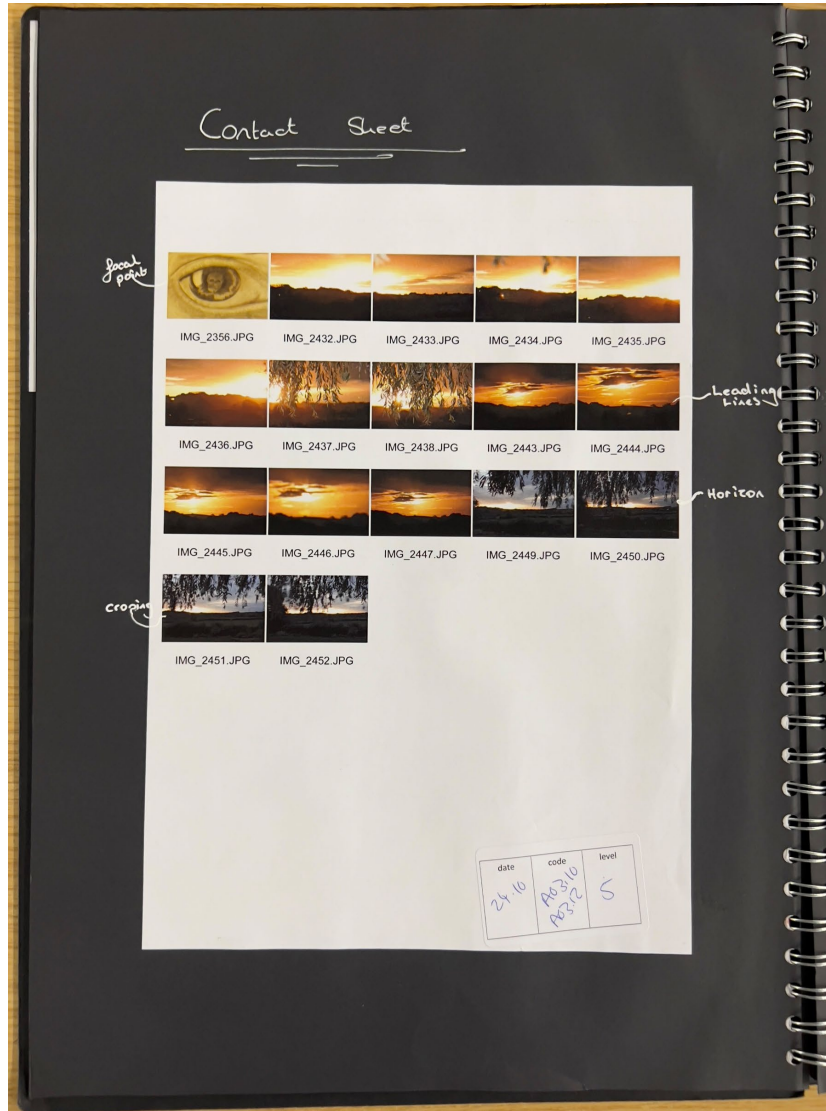 Contact Sheet
focal
point
IMG_2356.JPG IMG_2432.JPG IMG_2433.JPG IMG_2434.JPG IMG_2435.JPG
Leading
Lines
IMG_2436.JPG IMG_2437.JPG IMG_2438.JPG IMG_2443.JPG IMG_2444.JPG
Horizon
IMG_2445.JPG IMG_2446.JPG IMG_2447.JPG IMG_2449.JPG IMG_2450.JPG
croping
IMG_2451.JPG IMG_2452.JPG
date code level
24.10 A03.10 5
A03.2